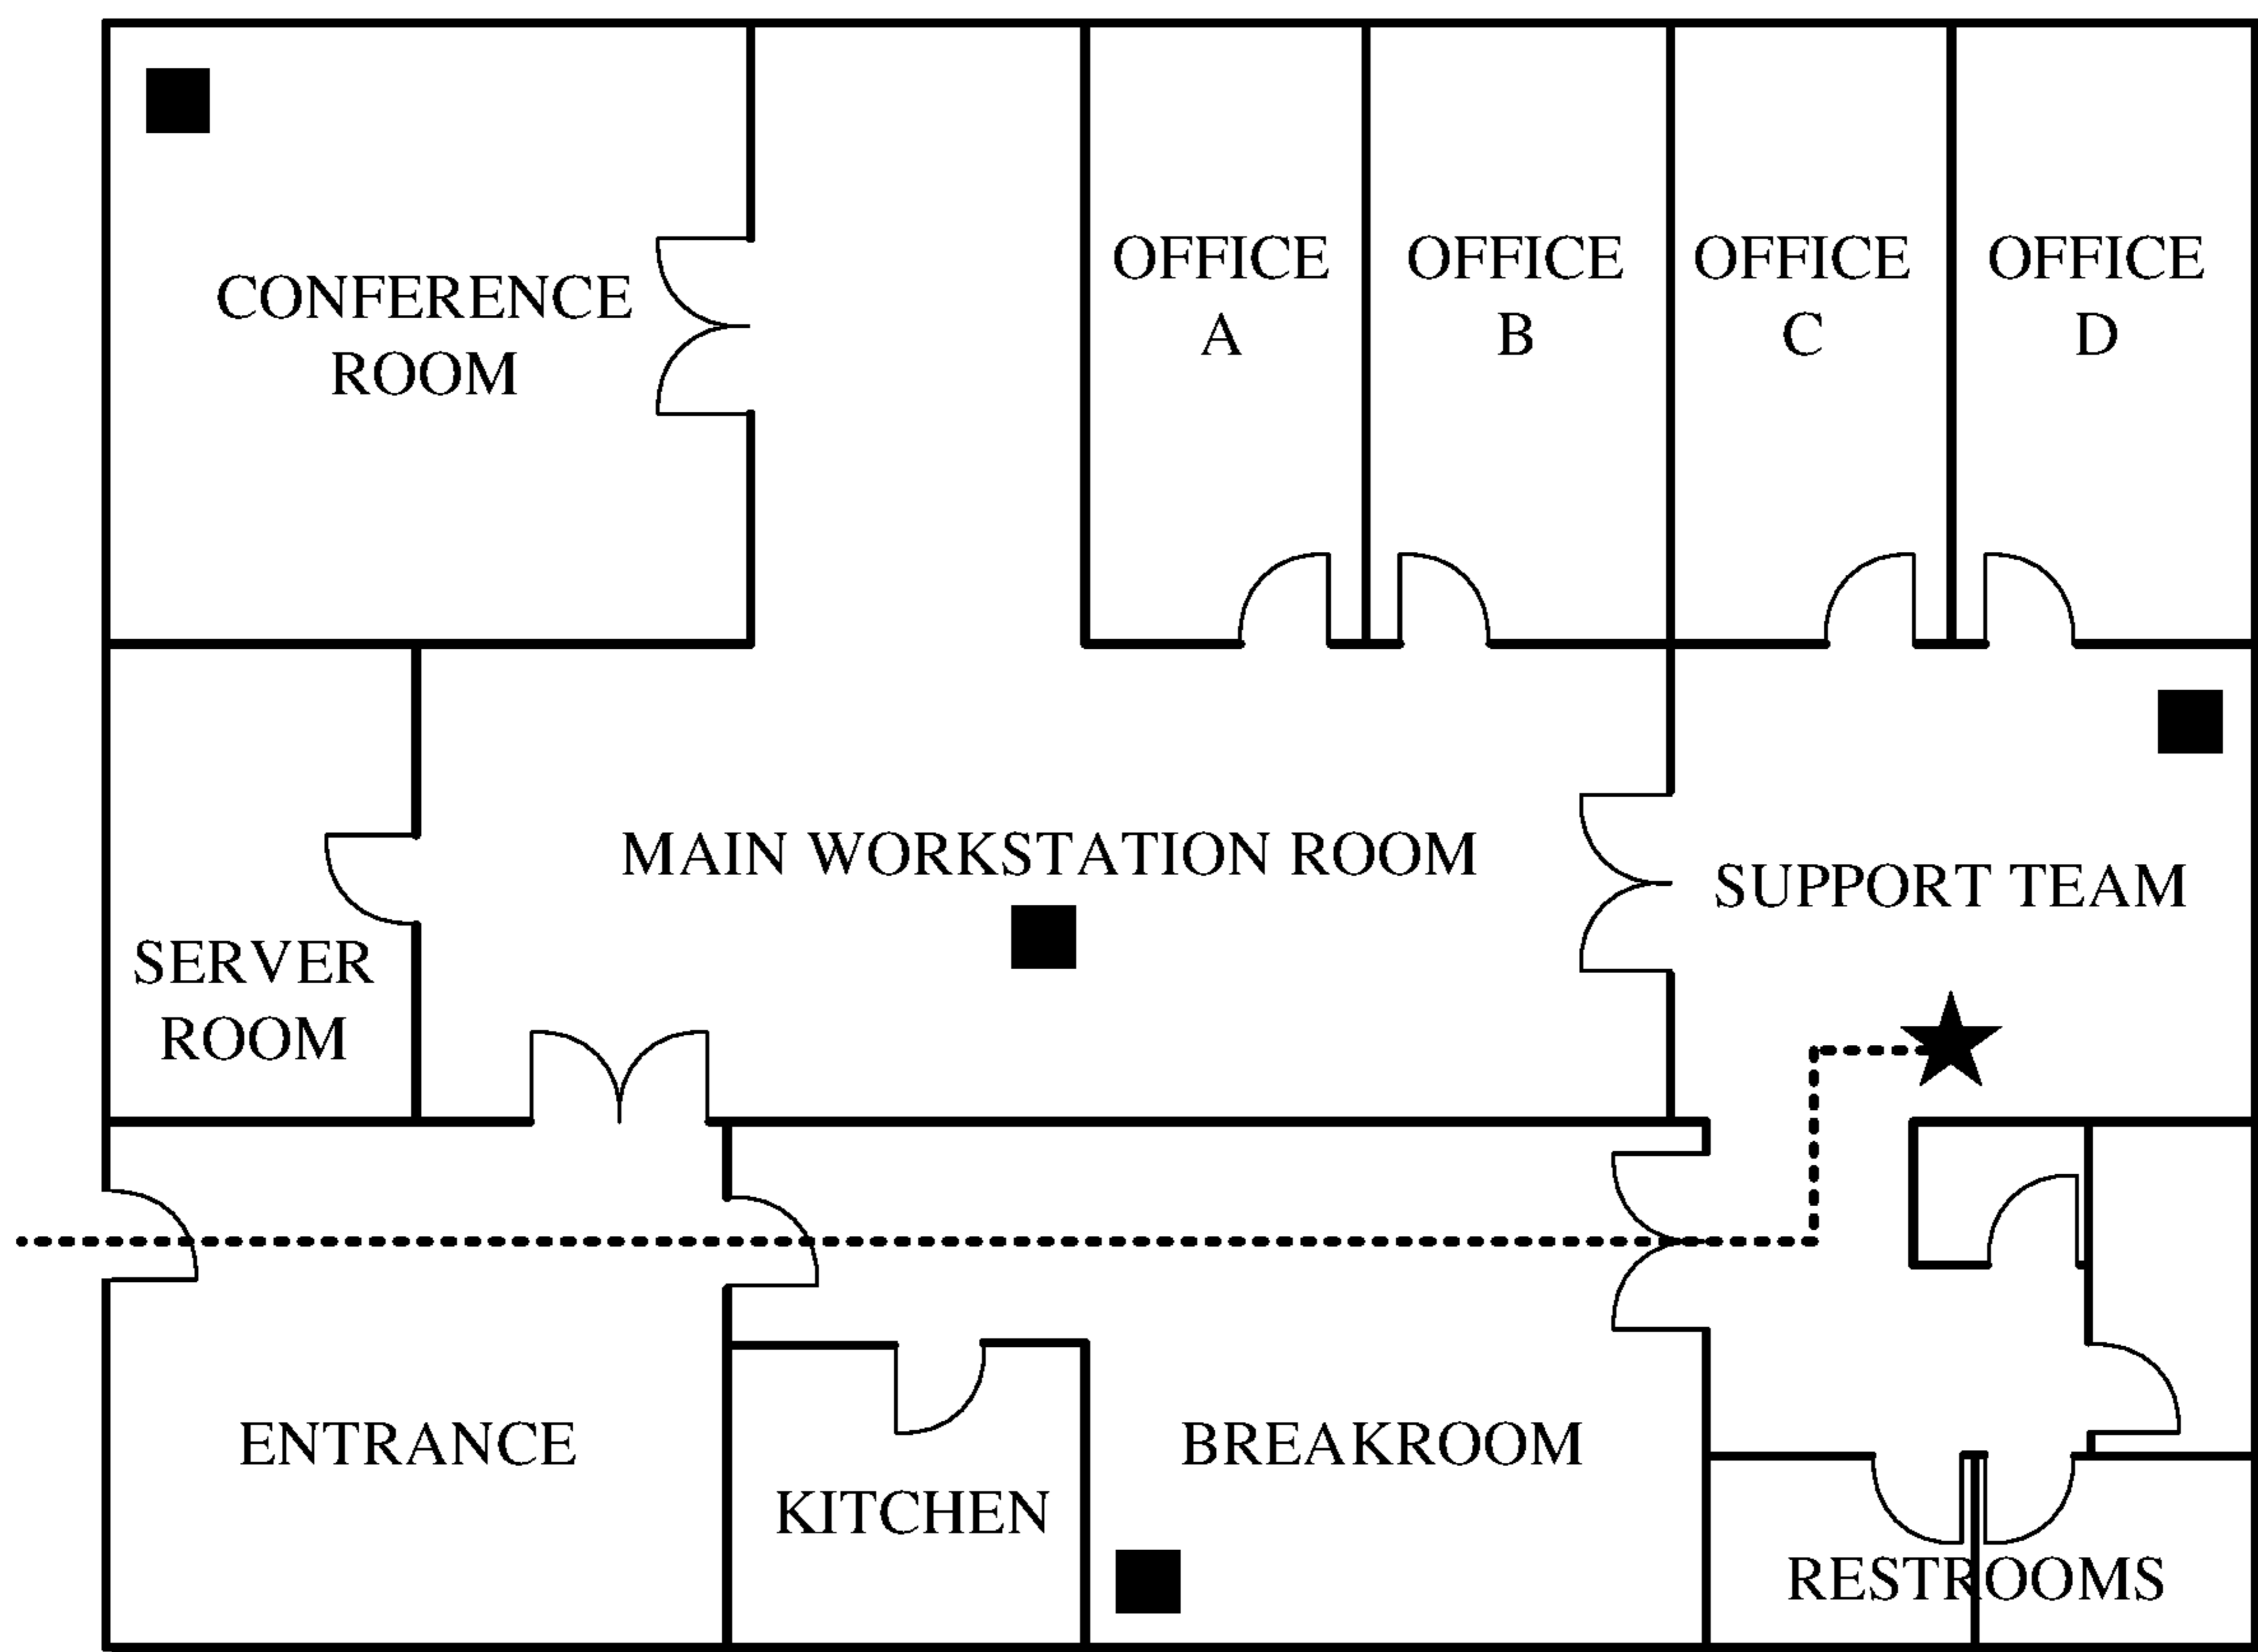 CONFERENCE
ROOM
OFFICE
A
OFFICE
B
OFFICE
C
OFFICE
D
MAIN WORKSTATION ROOM
SUPPORT TEAM
SERVER
ROOM
ENTRANCE
KITCHEN
BREAKROOM
RESTROOMS